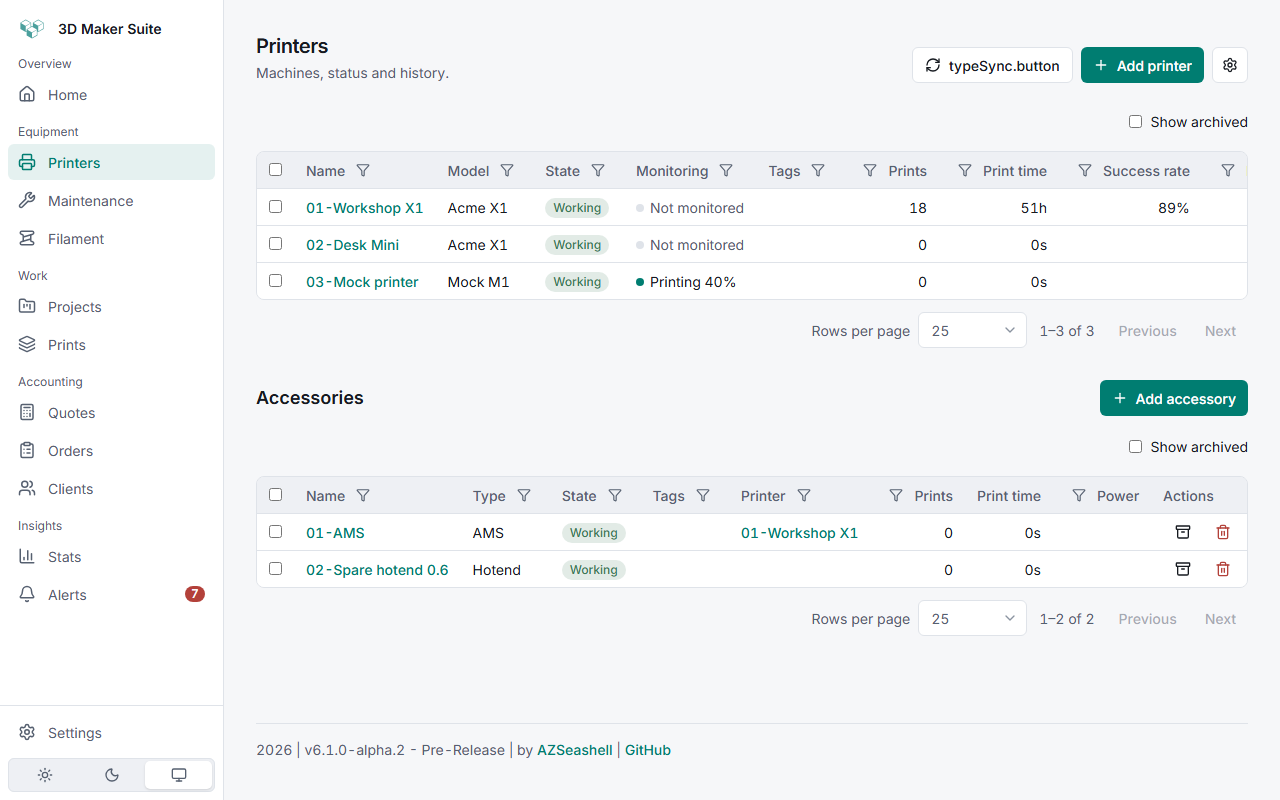 3D Maker Suite
Overview
Home
Equipment
Printers
Maintenance
Filament
Work
Projects
Prints
Accounting
Quotes
Orders
Clients
Insights
Stats
Alerts 7
Settings
Printers
Machines, status and history.
typeSync.button
Add printer
Show archived
Name Model State Monitoring Tags Prints Print time Success rate
01-Workshop X1 Acme X1 Working Not monitored 18 51h 89%
02-Desk Mini Acme X1 Working Not monitored 0 0s
03-Mock printer Mock M1 Working Printing 40% 0 0s
Rows per page 25 1–3 of 3 Previous Next
Accessories
Add accessory
Show archived
Name Type State Tags Printer Prints Print time Power Actions
01-AMS AMS Working 01-Workshop X1 0 0s
02-Spare hotend 0.6 Hotend Working 0 0s
Rows per page 25 1–2 of 2 Previous Next
2026 | v6.1.0-alpha.2 - Pre-Release | by AZSeashell | GitHub